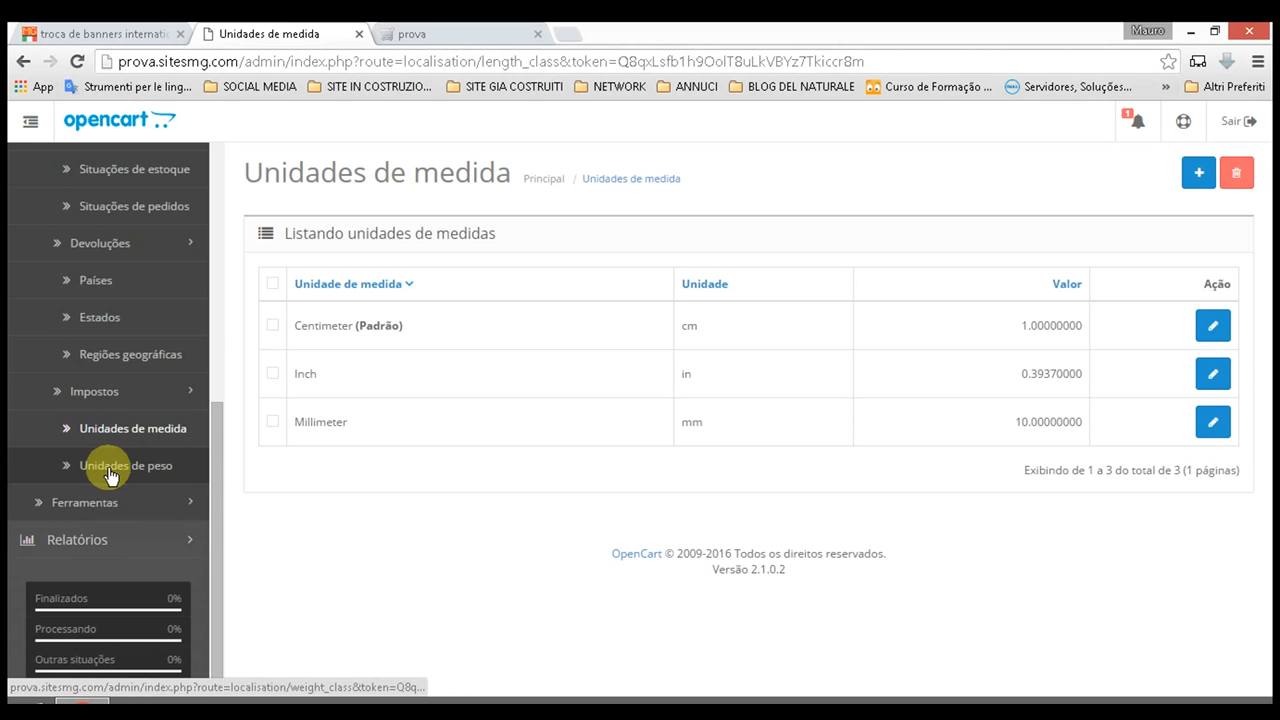 troca de banners internati
Unidades de medida
prova
Mauro
prova.sitesmg.com/admin/index.php?route=localisation/length_class&token=Q8qxLsfb1h9OolT8uLkVBYz7Tkiccr8m
App
Strumenti per le ling...
SOCIAL MEDIA
SITE IN COSTRUZIO...
SITE GIA COSTRUITI
NETWORK
ANNUCI
BLOG DEL NATURALE
Curso de Formação ...
Servidores, Soluções...
»
Altri Preferiti
opencart
1
Sair
Situações de estoque
Situações de pedidos
Devoluções
Países
Estados
Regiões geográficas
Impostos
Unidades de medida
Unidades de peso
Ferramentas
Relatórios
Finalizados 0%
Processando 0%
Outras situações 0%
Unidades de medida
Principal / Unidades de medida
Listando unidades de medidas
Unidade de medida Unidade Valor Ação
Centimeter (Padrão) cm 1.00000000
Inch in 0.39370000
Millimeter mm 10.00000000
Exibindo de 1 a 3 do total de 3 (1 páginas)
OpenCart © 2009-2016 Todos os direitos reservados.
Versão 2.1.0.2
prova.sitesmg.com/admin/index.php?route=localisation/weight_class&token=Q8q...